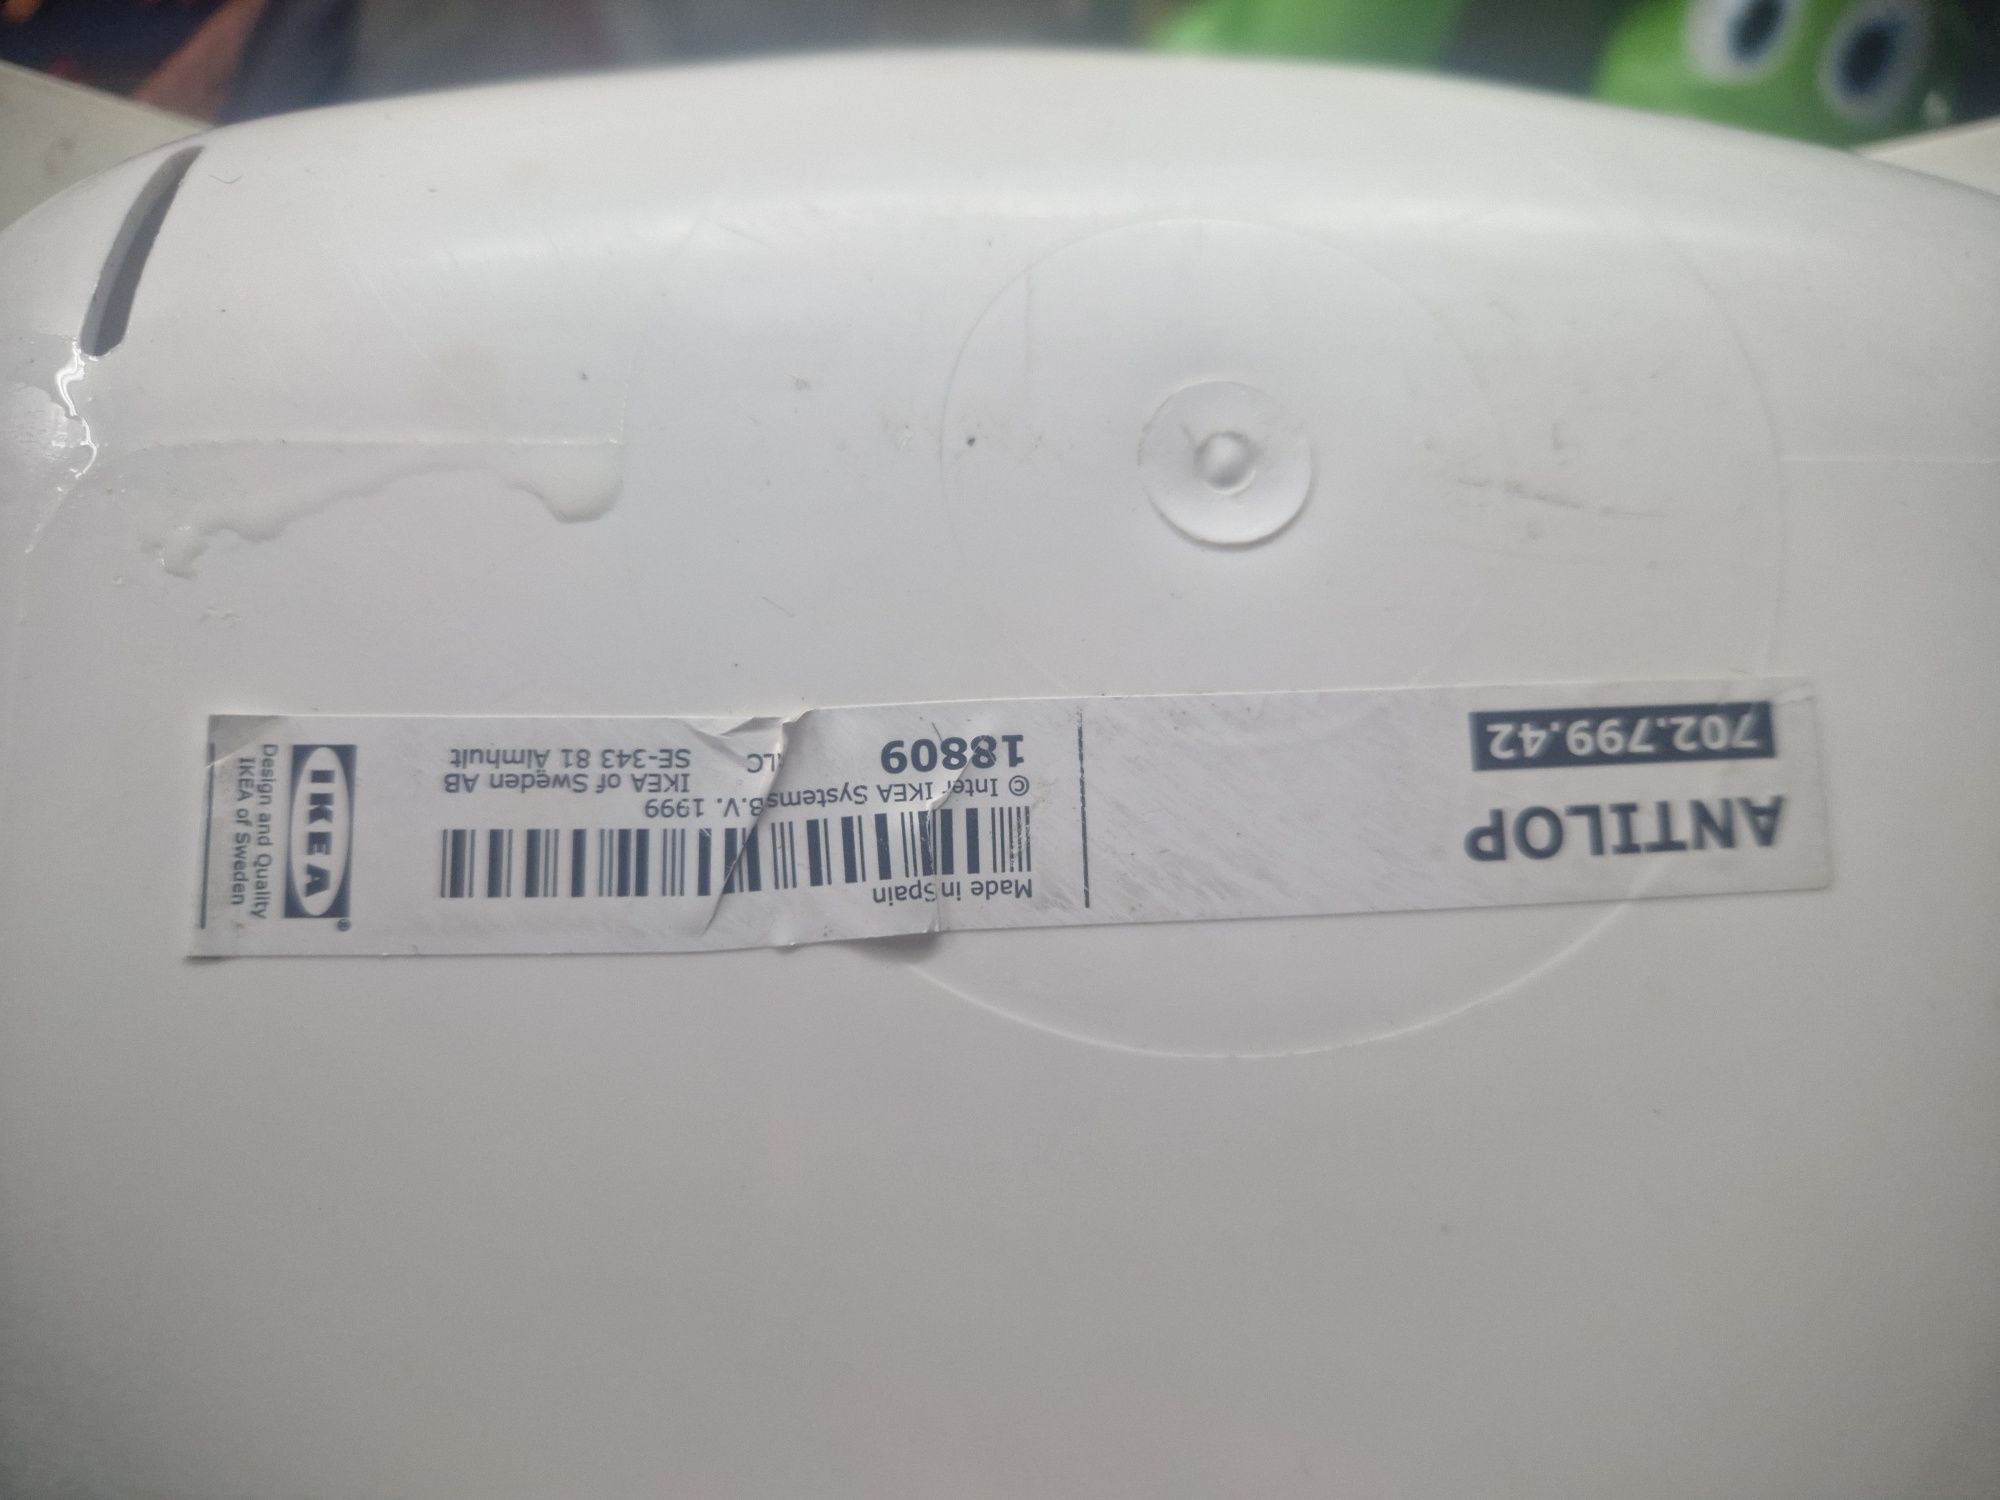 ANTILOP
702.799.42
Made in Spain
© Inter IKEA Systems B.V. 1999
18809
IKEA of Sweden AB
SE-343 81 Älmhult
IKEA®
Design and Quality
IKEA of Sweden